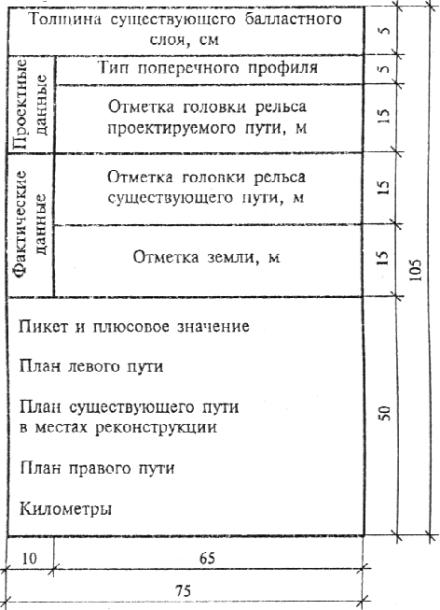 Толщина существующего балластного
слоя, см
5
Проектные
данные
Тип поперечного профиля
5
Отметка головки рельса
проектируемого пути, м
15
Фактические
данные
Отметка головки рельса
существующего пути, м
15
Отметка земли, м
15
105
Пикет и плюсовое значение
План левого пути
План существующего пути
в местах реконструкции
План правого пути
Километры
50
10
65
75